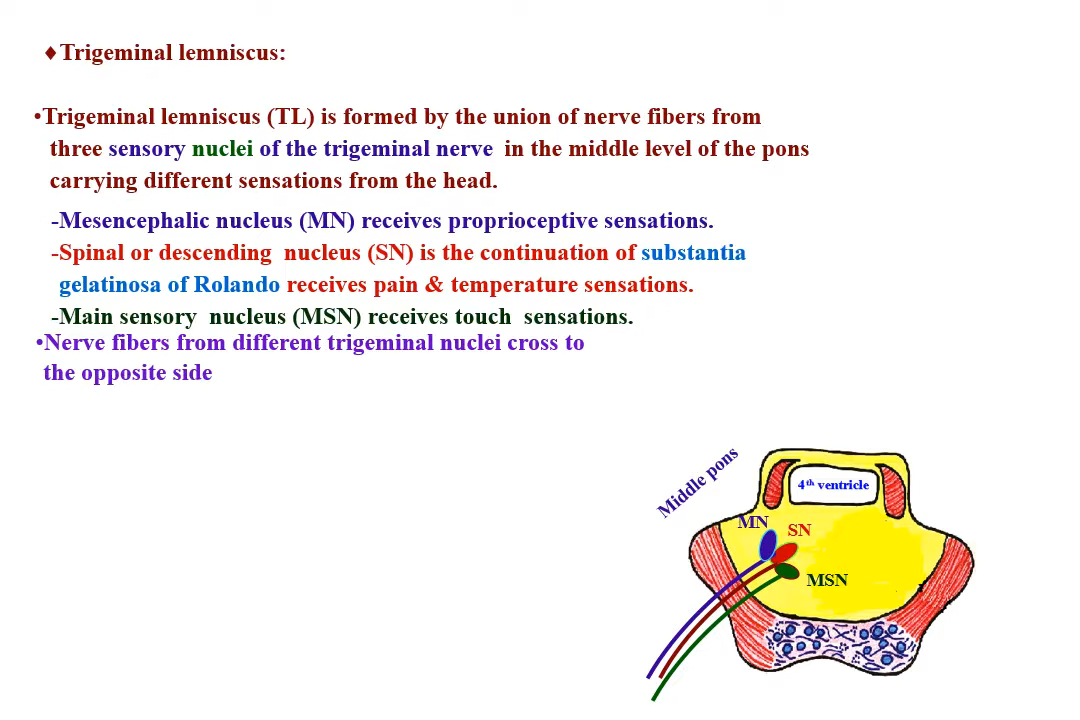 ♦Trigeminal lemniscus:
•Trigeminal lemniscus (TL) is formed by the union of nerve fibers from
three sensory nuclei of the trigeminal nerve in the middle level of the pons
carrying different sensations from the head.
-Mesencephalic nucleus (MN) receives proprioceptive sensations.
-Spinal or descending nucleus (SN) is the continuation of substantia
gelatinosa of Rolando receives pain & temperature sensations.
-Main sensory nucleus (MSN) receives touch sensations.
•Nerve fibers from different trigeminal nuclei cross to
the opposite side
Middle pons
4th ventricle
MN
SN
MSN